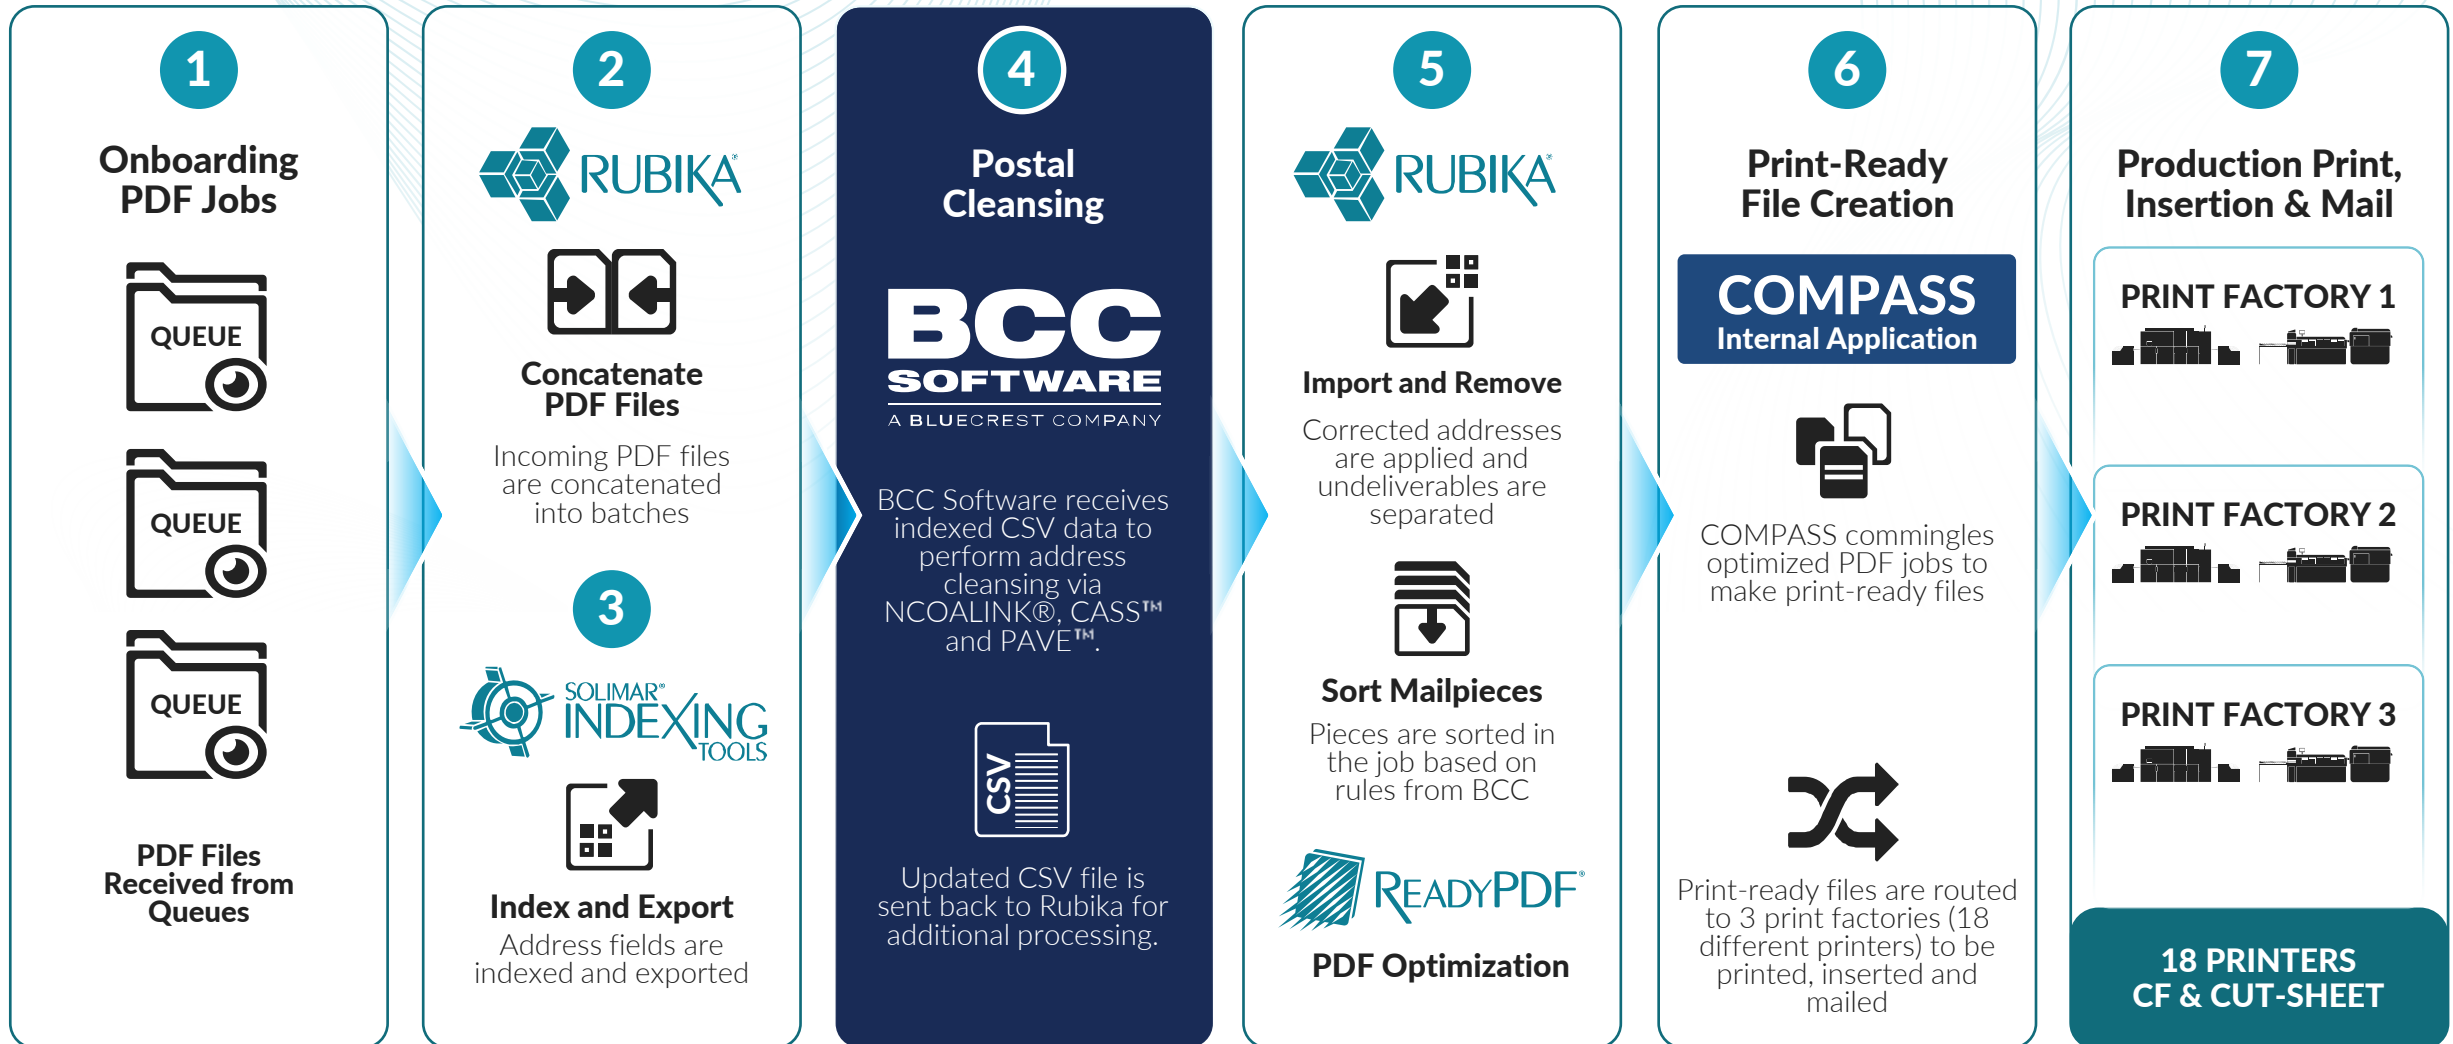 1
Onboarding
PDF Jobs
QUEUE
QUEUE
QUEUE
PDF Files
Received from
Queues
2
RUBIKA®
Concatenate
PDF Files
Incoming PDF files
are concatenated
into batches
3
SOLIMAR®
INDEXING
TOOLS
Index and Export
Address fields are
indexed and exported
4
Postal
Cleansing
BCC
SOFTWARE
A BLUECREST COMPANY
BCC Software receives
indexed CSV data to
perform address
cleansing via
NCOALINK®, CASS™
and PAVE™.
CSV
Updated CSV file is
sent back to Rubika for
additional processing.
5
RUBIKA®
Import and Remove
Corrected addresses
are applied and
undeliverables are
separated
Sort Mailpieces
Pieces are sorted in
the job based on
rules from BCC
READYPDF®
PDF Optimization
6
Print-Ready
File Creation
COMPASS
Internal Application
COMPASS commingles
optimized PDF jobs to
make print-ready files
Print-ready files are routed
to 3 print factories (18
different printers) to be
printed, inserted and
mailed
7
Production Print,
Insertion & Mail
PRINT FACTORY 1
PRINT FACTORY 2
PRINT FACTORY 3
18 PRINTERS
CF & CUT-SHEET